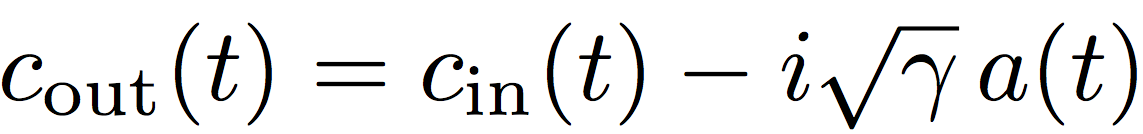 c_out(t) = c_in(t) − i√γ a(t)